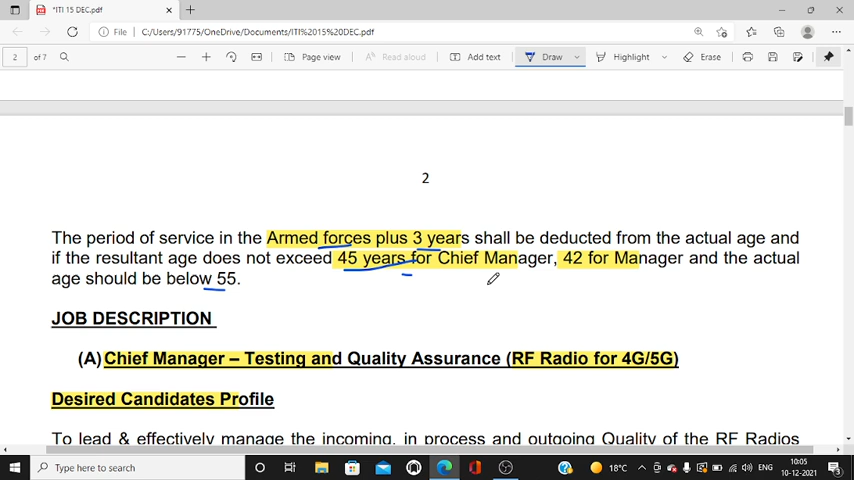 *ITI 15 DEC.pdf
File C:/Users/91775/OneDrive/Documents/ITI%2015%20DEC.pdf
2 of 7 Page view Read aloud Add text Draw Highlight Erase
2
The period of service in the Armed forces plus 3 years shall be deducted from the actual age and
if the resultant age does not exceed 45 years for Chief Manager, 42 for Manager and the actual
age should be below 55.
JOB DESCRIPTION
(A) Chief Manager – Testing and Quality Assurance (RF Radio for 4G/5G)
Desired Candidates Profile
To lead & effectively manage the incoming, in process and outgoing Quality of the RF Radios
Type here to search 18°C ENG 10:05
10-12-2021